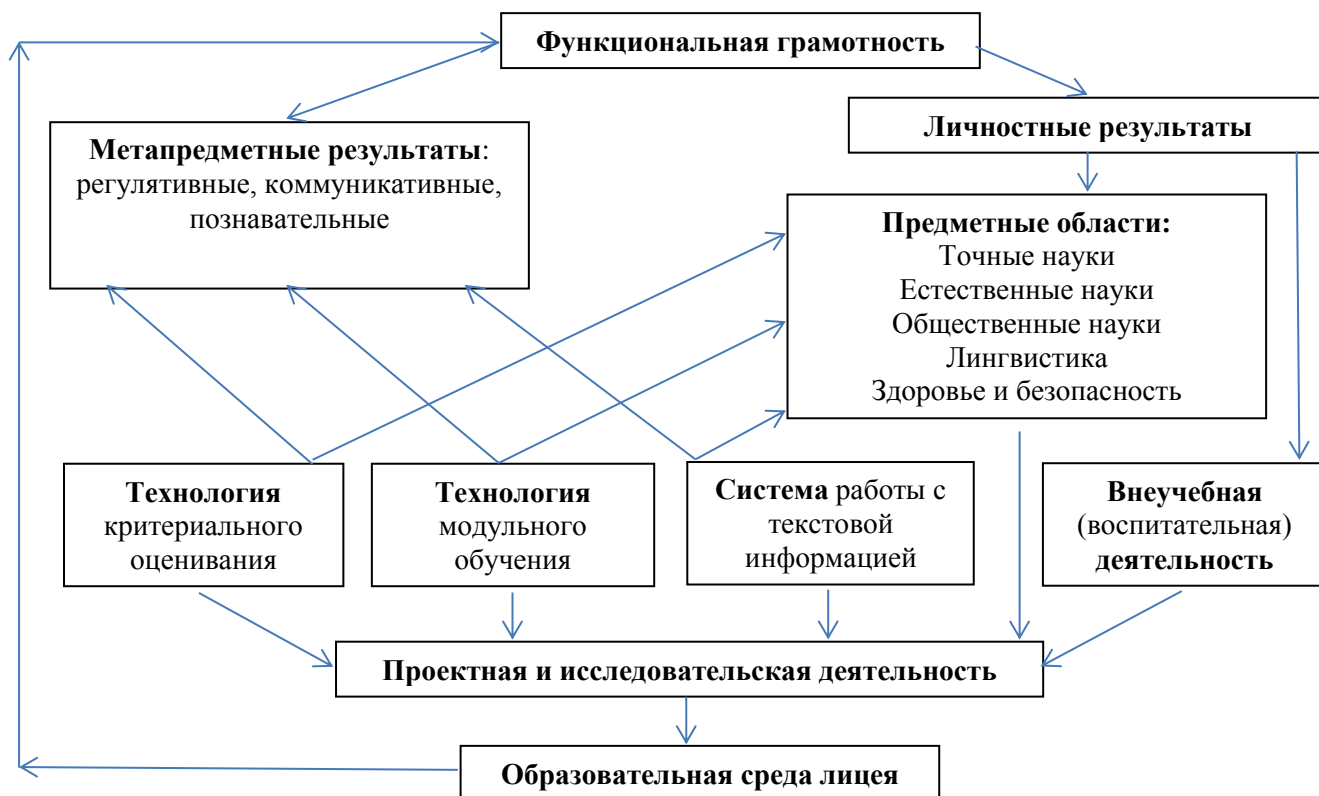 Функциональная грамотность
Метапредметные результаты:
регулятивные, коммуникативные,
познавательные
Личностные результаты
Предметные области:
Точные науки
Естественные науки
Общественные науки
Лингвистика
Здоровье и безопасность
Технология
критериального
оценивания
Технология
модульного
обучения
Система работы с
текстовой
информацией
Внеучебная
(воспитательная)
деятельность
Проектная и исследовательская деятельность
Образовательная среда лицея